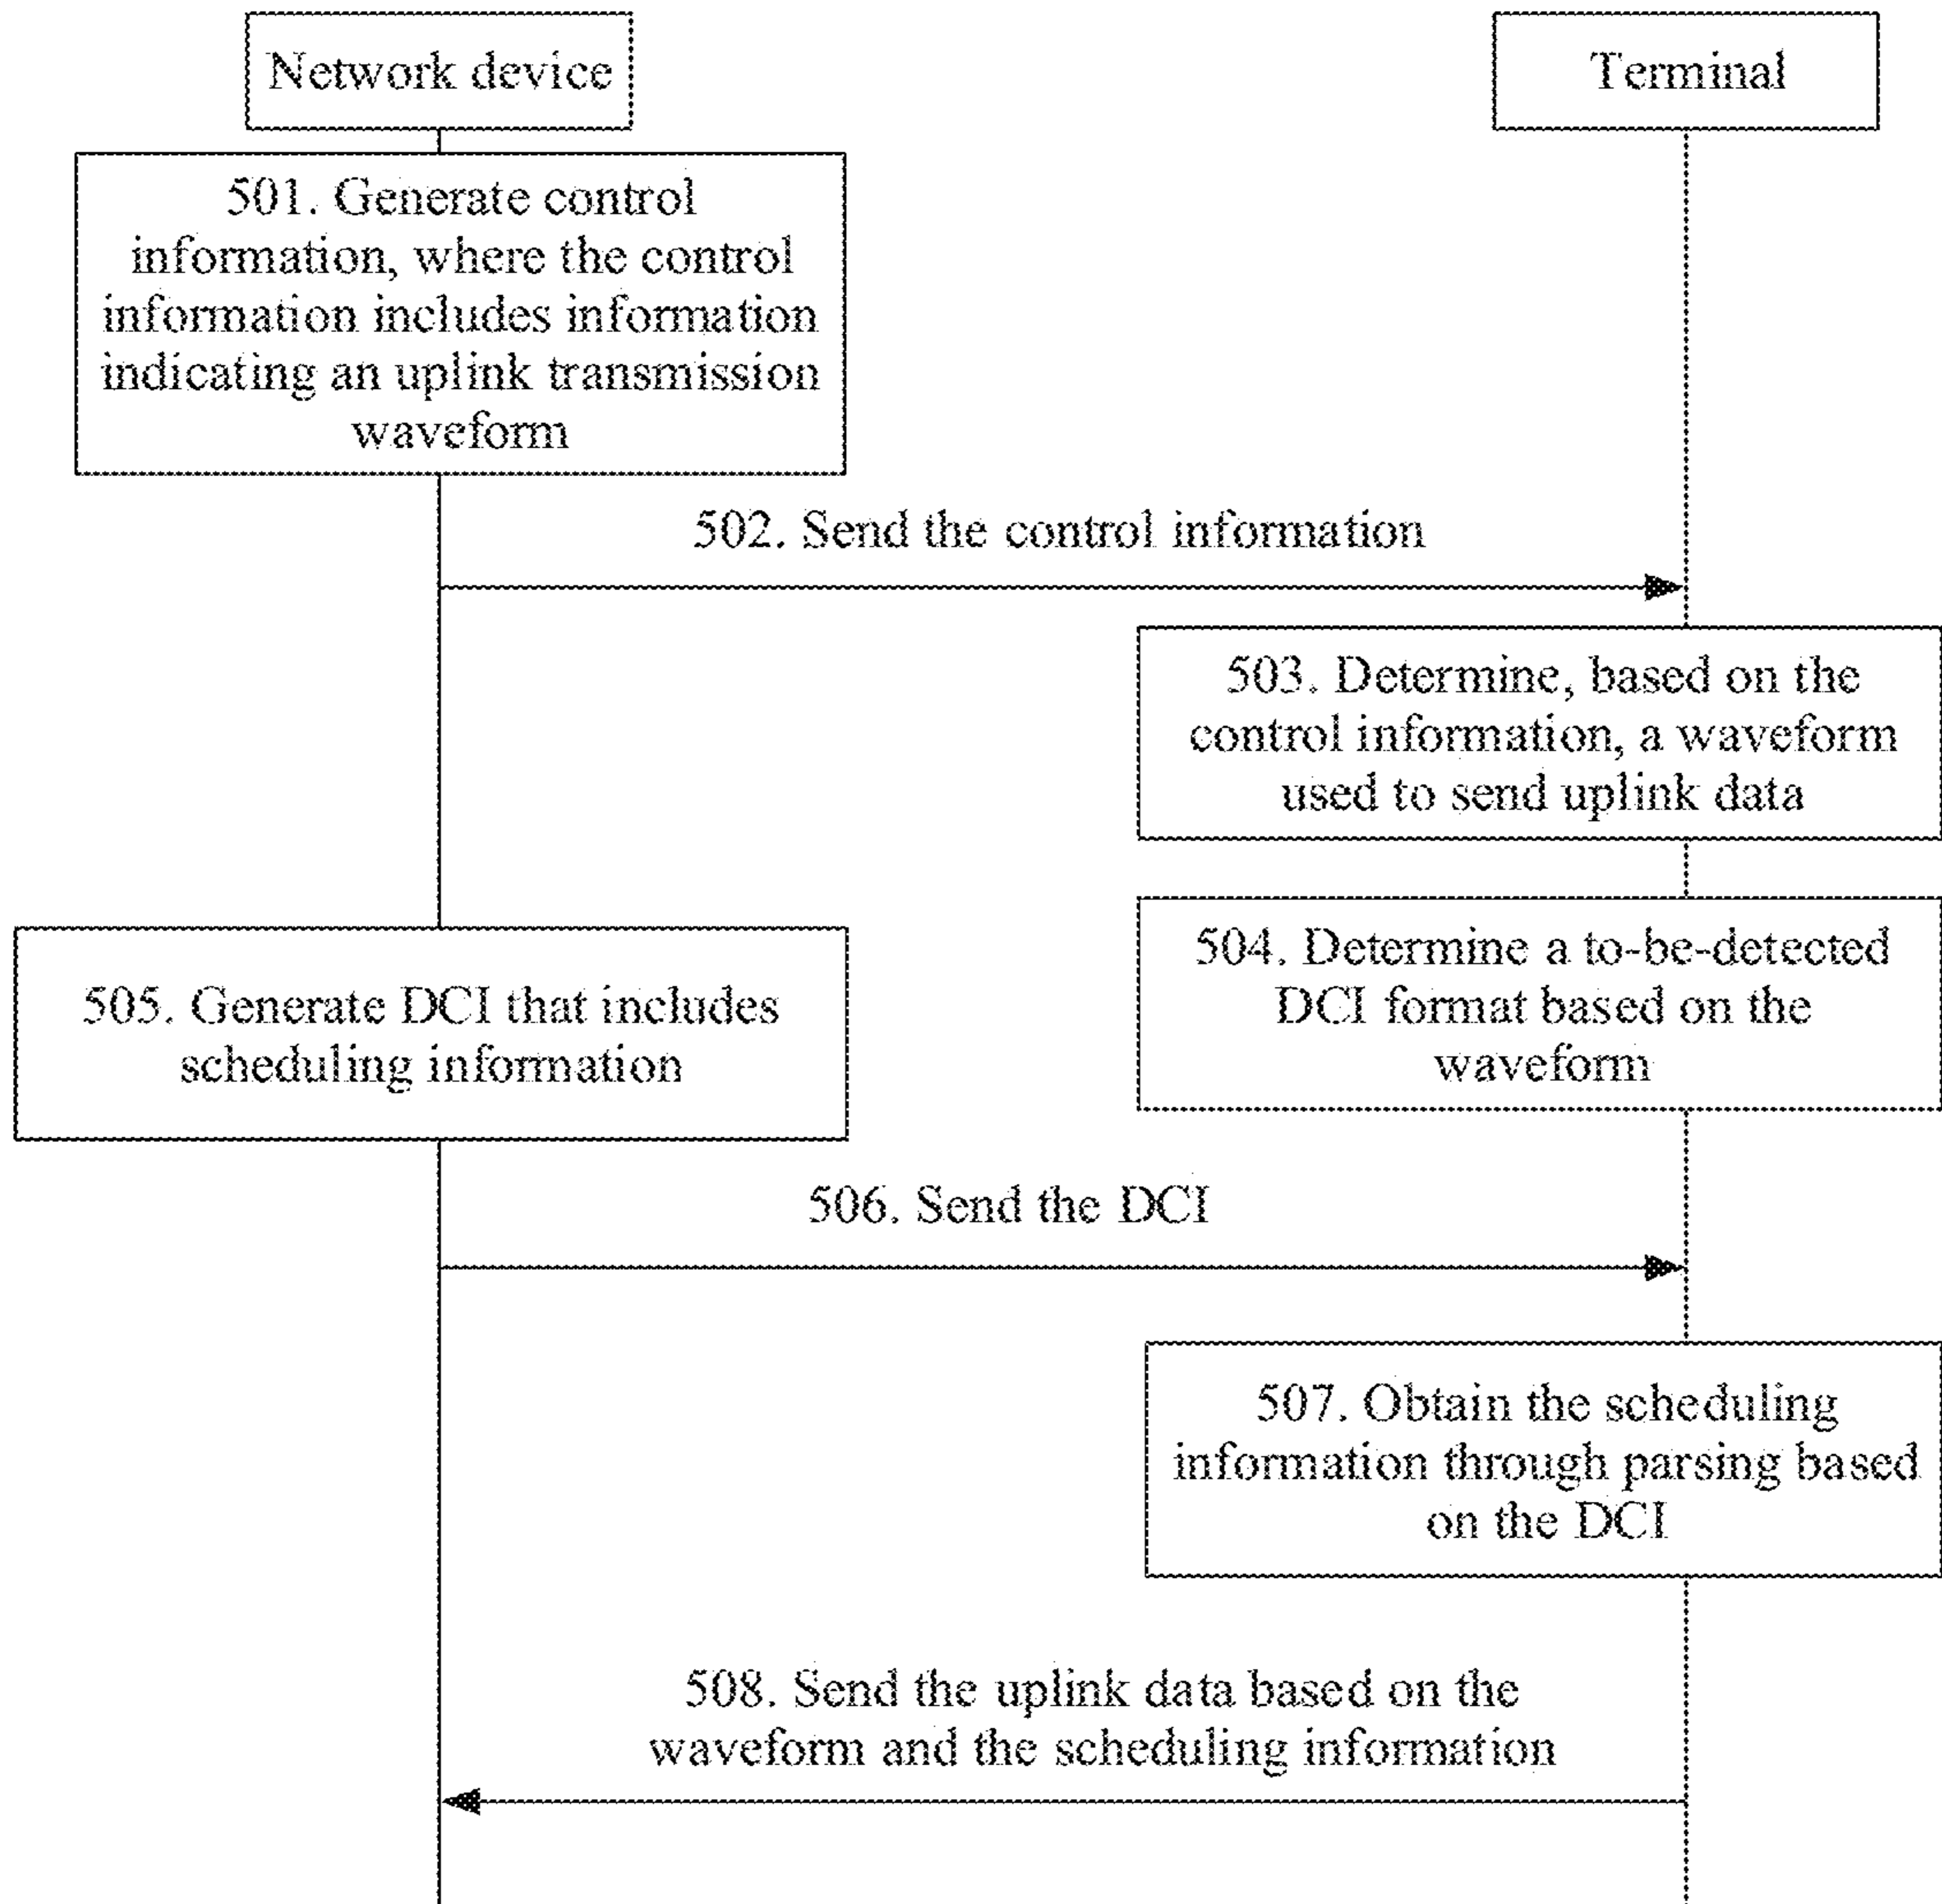 Network device
Terminal
501. Generate control
information, where the control
information includes information
indicating an uplink transmission
waveform
502. Send the control information
503. Determine, based on the
control information, a waveform
used to send uplink data
504. Determine a to-be-detected
DCI format based on the
waveform
505. Generate DCI that includes
scheduling information
506. Send the DCI
507. Obtain the scheduling
information through parsing based
on the DCI
508. Send the uplink data based on the
waveform and the scheduling information